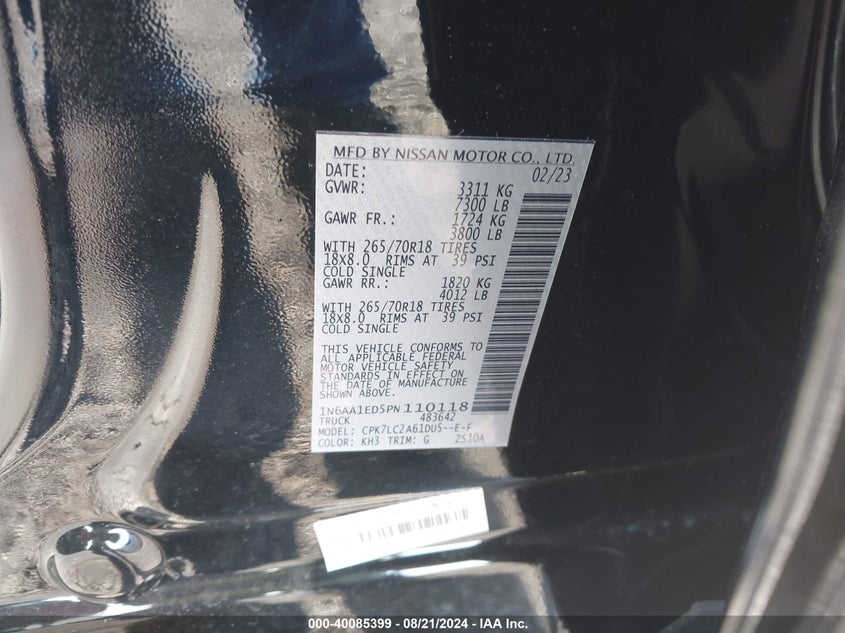 MFD BY NISSAN MOTOR CO., LTD.
DATE: 02/23
GVWR: 3311 KG
7300 LB
GAWR FR.: 1724 KG
3800 LB
WITH 265/70R18 TIRES
18X8.0 RIMS AT 39 PSI
COLD SINGLE
GAWR RR.: 1820 KG
4012 LB
WITH 265/70R18 TIRES
18X8.0 RIMS AT 39 PSI
COLD SINGLE
THIS VEHICLE CONFORMS TO
ALL APPLICABLE FEDERAL
MOTOR VEHICLE SAFETY
STANDARDS IN EFFECT ON
THE DATE OF MANUFACTURE
SHOWN ABOVE.
1N6AA1ED5PN 110118
TRUCK 483642
MODEL: CPK7LC2A61DU5--E-F
COLOR: KH3 TRIM: G ZS10A
000-40085399 - 08/21/2024 - IAA Inc.